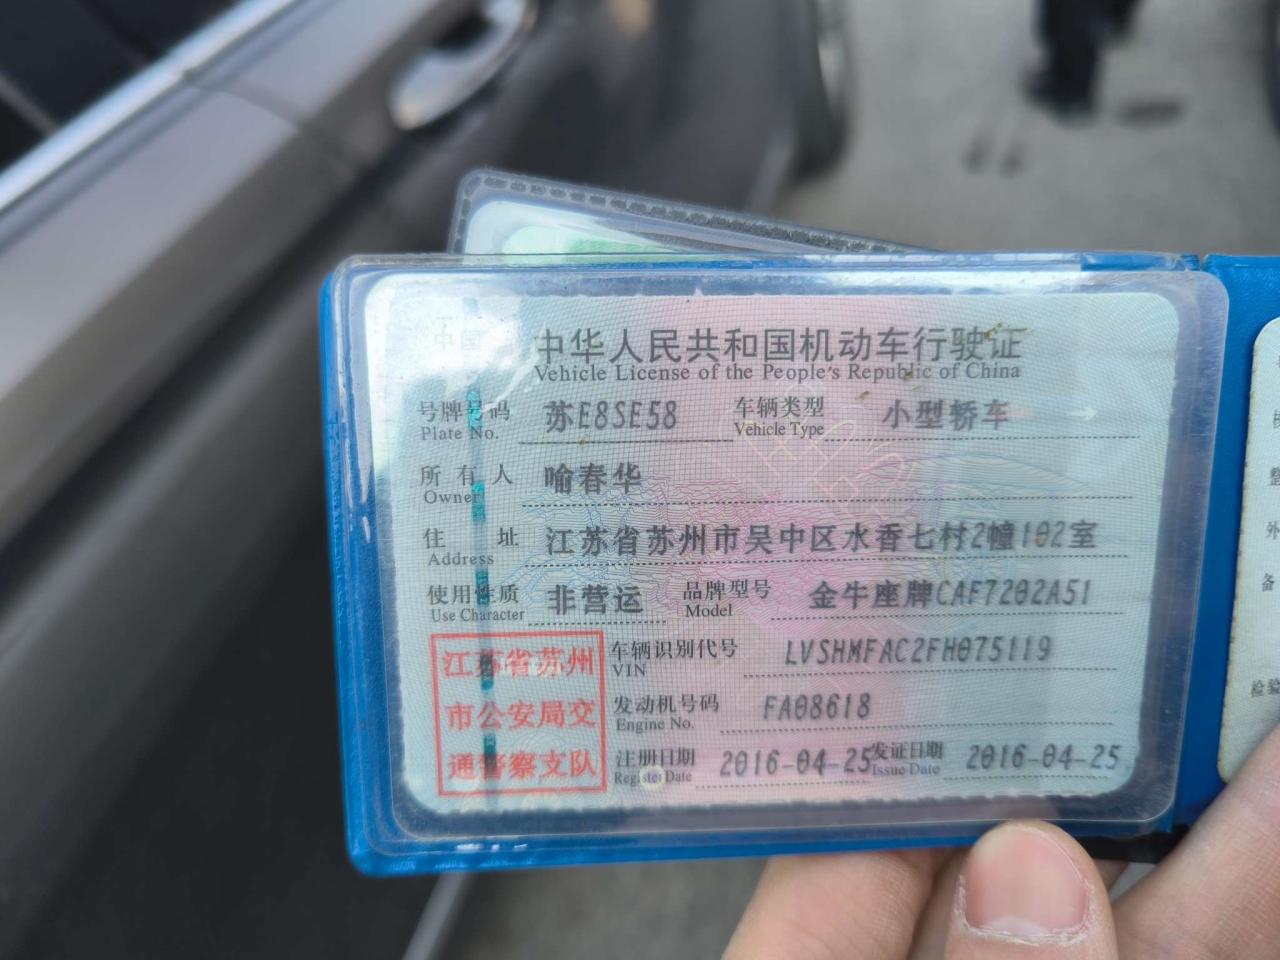 中华人民共和国机动车行驶证
Vehicle License of the People's Republic of China
号牌号码 苏E8SE58 车辆类型 小型轿车
Plate No. Vehicle Type
所有人 喻春华
Owner
住址 江苏省苏州市吴中区水香七村2幢102室
Address
使用性质 非营运 品牌型号 金牛座牌CAF7202A51
Use Character Model
江苏省苏州
市公安局交
通警察支队
车辆识别代号 LVSHMFAC2FH075119
VIN
发动机号码 FA08618
Engine No.
注册日期 2016-04-25 发证日期 2016-04-25
Register Date Issue Date
检验